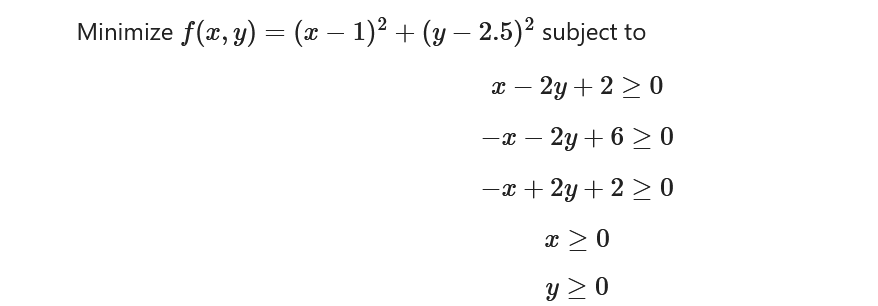 Minimize f(x, y) = (x − 1)² + (y − 2.5)² subject to
x − 2y + 2 ≥ 0
−x − 2y + 6 ≥ 0
−x + 2y + 2 ≥ 0
x ≥ 0
y ≥ 0